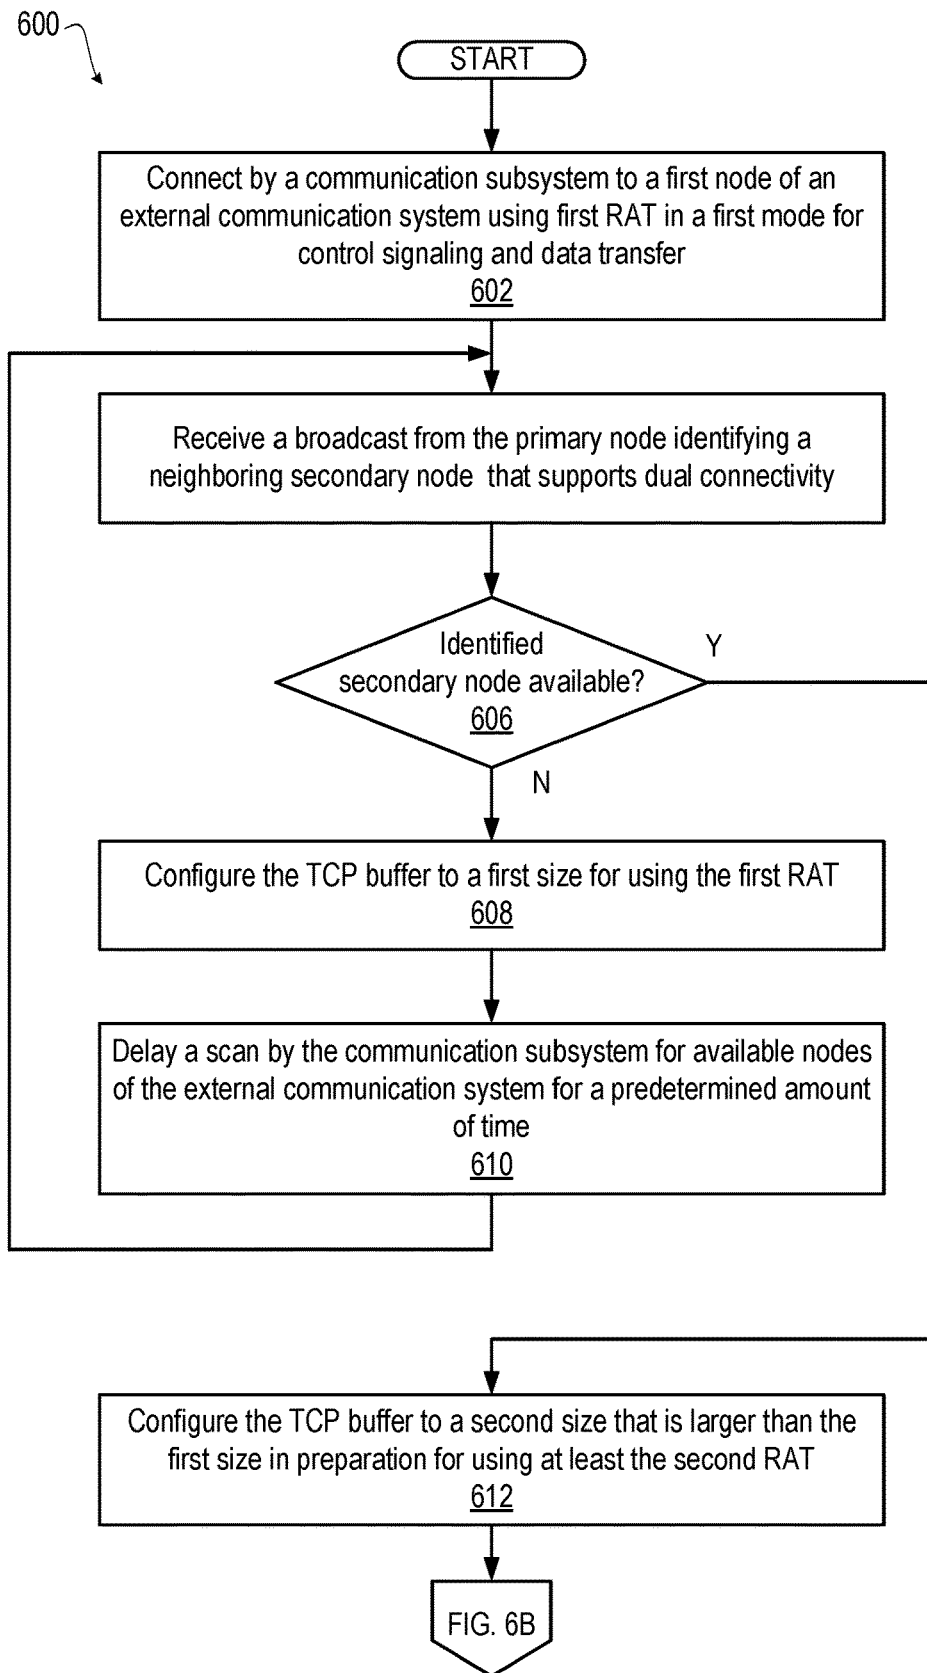 600
START
Connect by a communication subsystem to a first node of an
external communication system using first RAT in a first mode for
control signaling and data transfer
602
Receive a broadcast from the primary node identifying a
neighboring secondary node that supports dual connectivity
Identified
secondary node available?
606
Y
N
Configure the TCP buffer to a first size for using the first RAT
608
Delay a scan by the communication subsystem for available nodes
of the external communication system for a predetermined amount
of time
610
Configure the TCP buffer to a second size that is larger than the
first size in preparation for using at least the second RAT
612
FIG. 6B